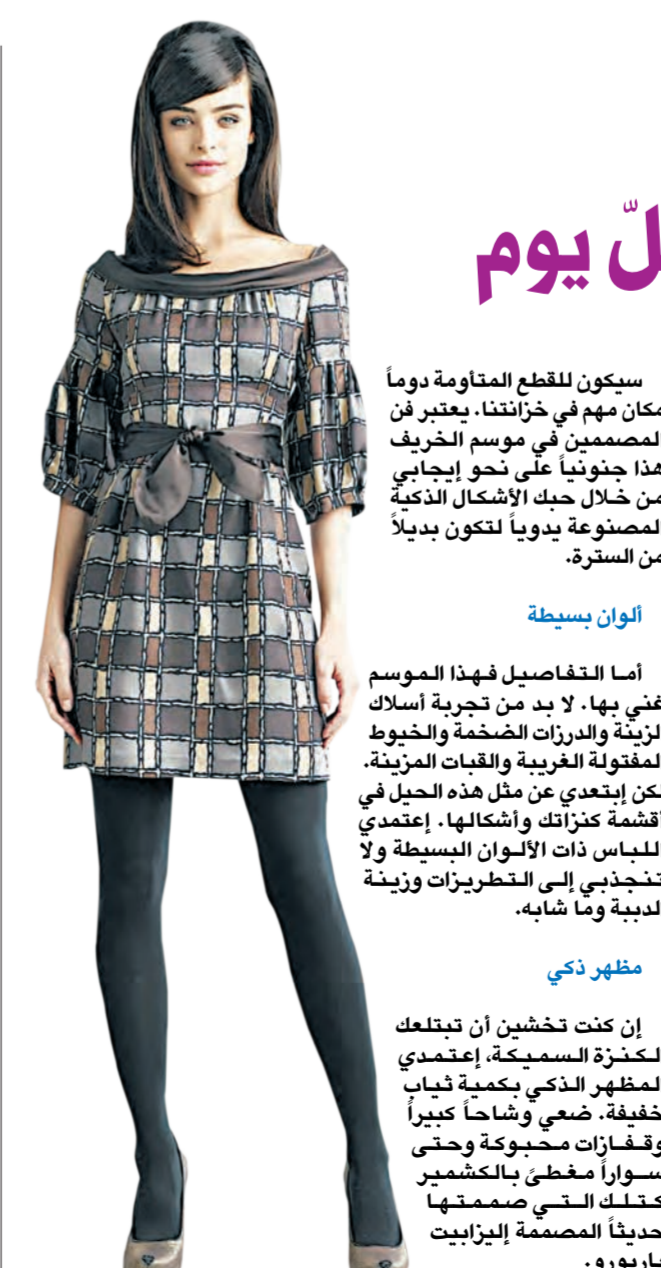 ـلّ يوم
سيكون للقطع المتأومة دوماً
مكان مهم في خزانتنا. يعتبر فن
المصممين في موسم الخريف
هذا جنونياً على نحو إيجابي
من خلال حبك الأشكال الذكية
المصنوعة يدوياً لتكون بديلاً
من السترة.
ألوان بسيطة
أما التفاصيل فهذا الموسم
غني بها. لا بد من تجربة أسلاك
الزينة والدرزات الضخمة والخيوط
المفتولة الغريبة والقبات المزينة.
لكن إبتعدي عن مثل هذه الحيل في
أقشمة كنزاتك وأشكالها. إعتمدي
اللباس ذات الألوان البسيطة ولا
تنجذبي إلى التطريزات وزينة
الدببة وما شابه.
مظهر ذكي
إن كنت تخشين أن تبتلعك
الكنزة السميكة، إعتمدي
المظهر الذكي بكمية ثياب
خفيفة. ضعي وشاحاً كبيراً
وقفازات محبوكة وحتى
سواراً مغطىً بالكشمير
كتلك التي صممتها
حديثاً المصممة إليزابيت
ياربورو.